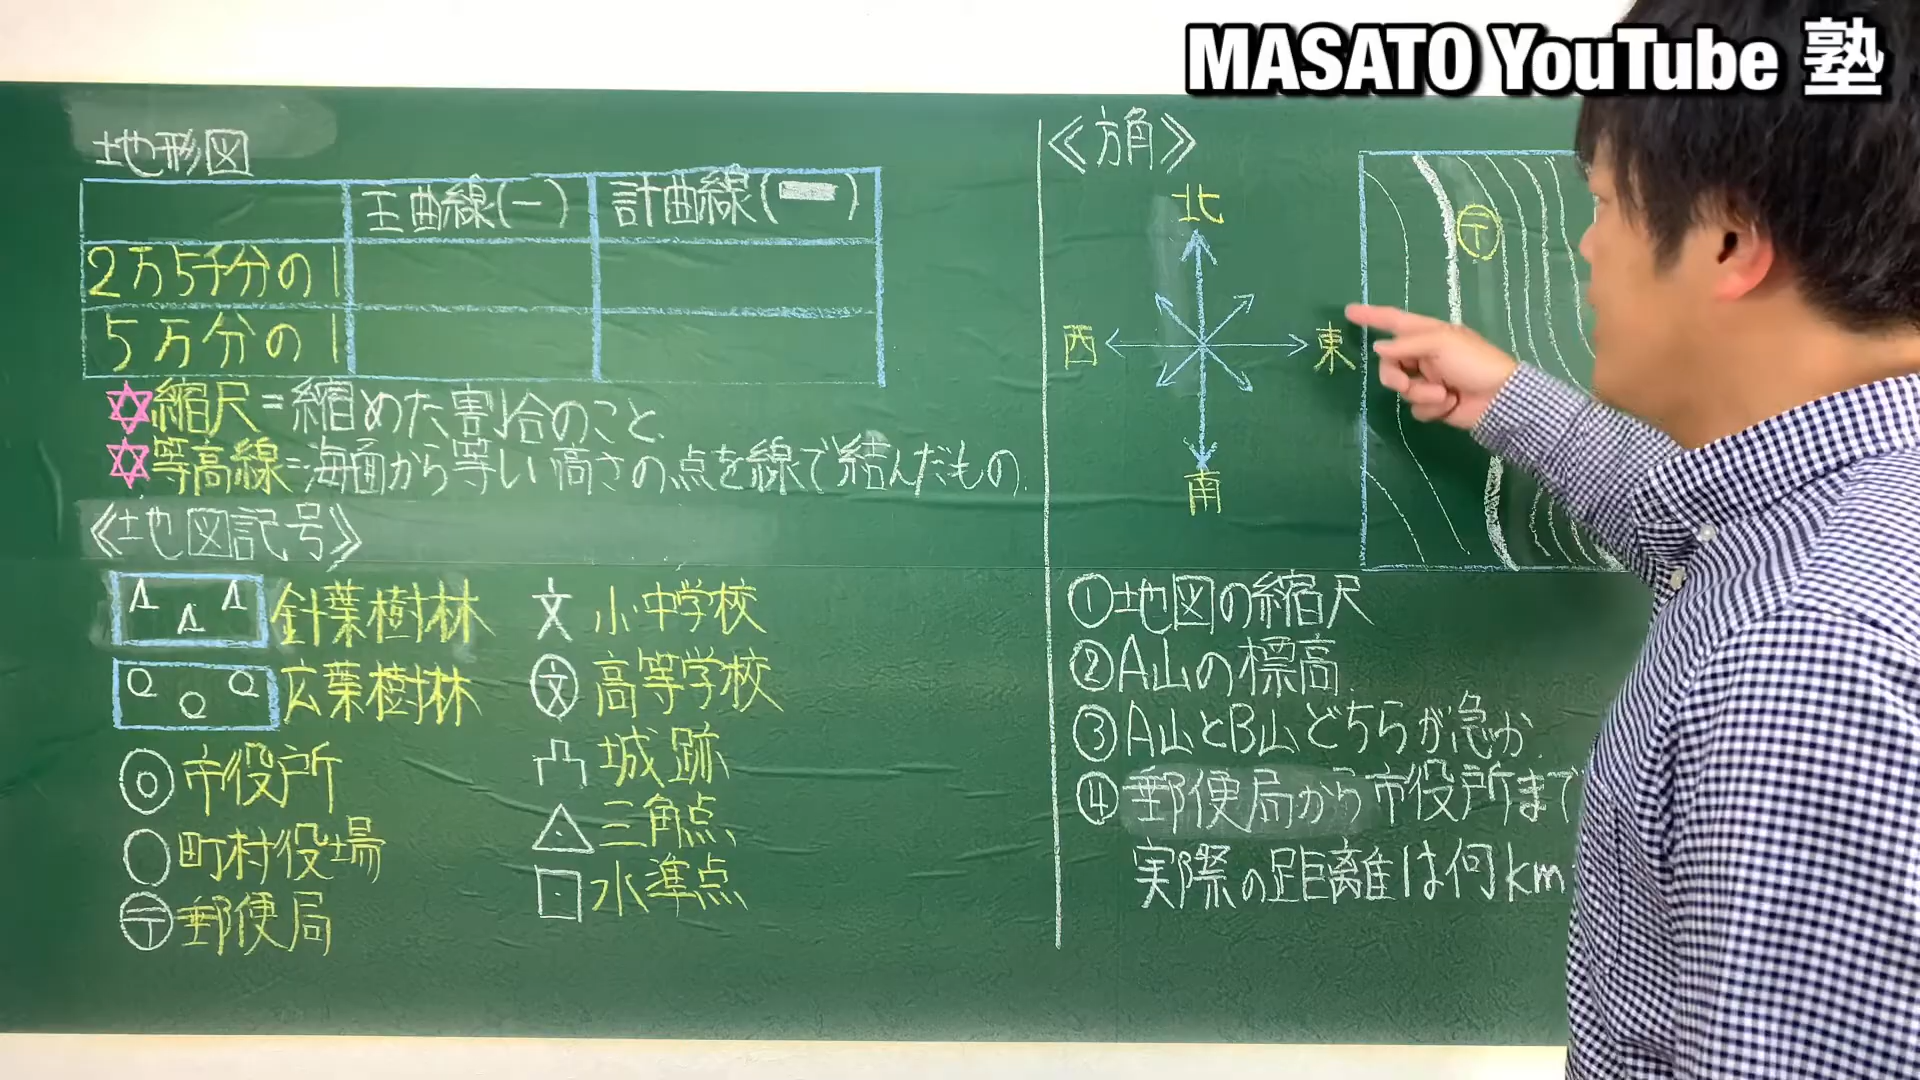 MASATO YouTube 塾
地形図
主曲線(ー) 計曲線(ー)
2万5千分の1
5万分の1
縮尺=縮めた割合のこと.
等高線=海面から等しい高さの点を線で結んだもの.
《地図記号》
針葉樹林
広葉樹林
市役所
町村役場
郵便局
文 小中学校
文 高等学校
城跡
三角点
水準点
《方角》
北
西 東
南
〒
①地図の縮尺
②A山の標高.
③A山とB山どちらが急か.
④郵便局から市役所まで
実際の距離は何km